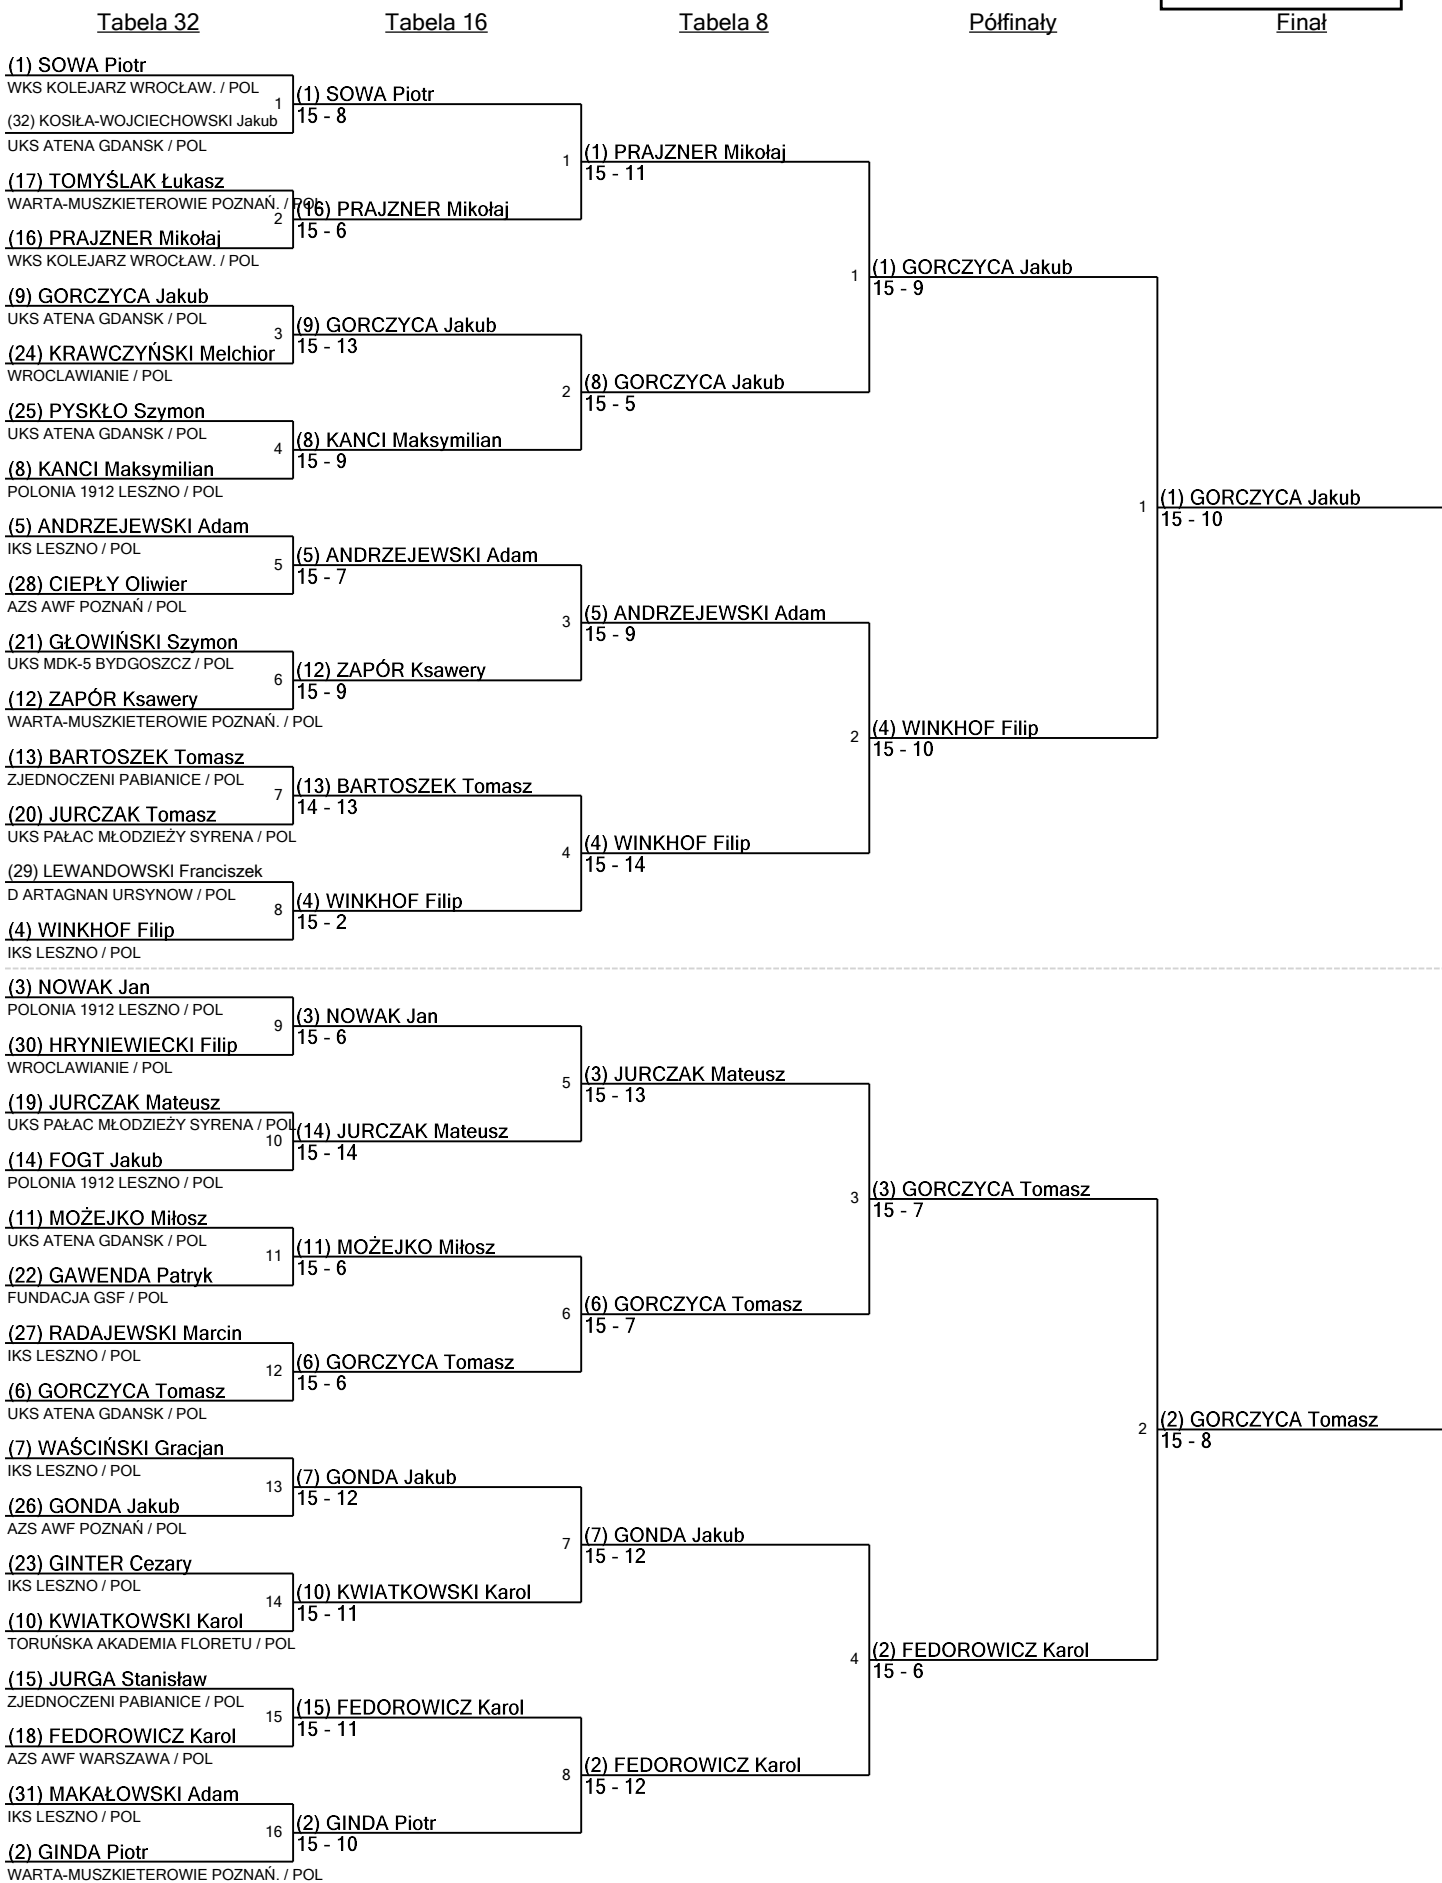 Tabela 32
Tabela 16
Tabela 8
Półfinały
Finał
(1) SOWA Piotr
WKS KOLEJARZ WROCŁAW. / POL
1
(32) KOSIŁA-WOJCIECHOWSKI Jakub
UKS ATENA GDANSK / POL
(17) TOMYŚLAK Łukasz
WARTA-MUSZKIETEROWIE POZNAŃ. / POL
2
(16) PRAJZNER Mikołaj
WKS KOLEJARZ WROCŁAW. / POL
(9) GORCZYCA Jakub
UKS ATENA GDANSK / POL
3
(24) KRAWCZYŃSKI Melchior
WROCLAWIANIE / POL
(25) PYSKŁO Szymon
UKS ATENA GDANSK / POL
4
(8) KANCI Maksymilian
POLONIA 1912 LESZNO / POL
(5) ANDRZEJEWSKI Adam
IKS LESZNO / POL
5
(28) CIEPŁY Oliwier
AZS AWF POZNAŃ / POL
(21) GŁOWIŃSKI Szymon
UKS MDK-5 BYDGOSZCZ / POL
6
(12) ZAPÓR Ksawery
WARTA-MUSZKIETEROWIE POZNAŃ. / POL
(13) BARTOSZEK Tomasz
ZJEDNOCZENI PABIANICE / POL
7
(20) JURCZAK Tomasz
UKS PAŁAC MŁODZIEŻY SYRENA / POL
(29) LEWANDOWSKI Franciszek
D ARTAGNAN URSYNOW / POL
8
(4) WINKHOF Filip
IKS LESZNO / POL
(3) NOWAK Jan
POLONIA 1912 LESZNO / POL
9
(30) HRYNIEWIECKI Filip
WROCLAWIANIE / POL
(19) JURCZAK Mateusz
UKS PAŁAC MŁODZIEŻY SYRENA / POL
10
(14) FOGT Jakub
POLONIA 1912 LESZNO / POL
(11) MOŻEJKO Miłosz
UKS ATENA GDANSK / POL
11
(22) GAWENDA Patryk
FUNDACJA GSF / POL
(27) RADAJEWSKI Marcin
IKS LESZNO / POL
12
(6) GORCZYCA Tomasz
UKS ATENA GDANSK / POL
(7) WAŚCIŃSKI Gracjan
IKS LESZNO / POL
13
(26) GONDA Jakub
AZS AWF POZNAŃ / POL
(23) GINTER Cezary
IKS LESZNO / POL
14
(10) KWIATKOWSKI Karol
TORUŃSKA AKADEMIA FLORETU / POL
(15) JURGA Stanisław
ZJEDNOCZENI PABIANICE / POL
15
(18) FEDOROWICZ Karol
AZS AWF WARSZAWA / POL
(31) MAKAŁOWSKI Adam
IKS LESZNO / POL
16
(2) GINDA Piotr
WARTA-MUSZKIETEROWIE POZNAŃ. / POL
(1) SOWA Piotr
15 - 8
1
(16) PRAJZNER Mikołaj
15 - 6
(9) GORCZYCA Jakub
15 - 13
2
(8) KANCI Maksymilian
15 - 9
(5) ANDRZEJEWSKI Adam
15 - 7
3
(12) ZAPÓR Ksawery
15 - 9
(13) BARTOSZEK Tomasz
14 - 13
4
(4) WINKHOF Filip
15 - 2
(3) NOWAK Jan
15 - 6
5
(14) JURCZAK Mateusz
15 - 14
(11) MOŻEJKO Miłosz
15 - 6
6
(6) GORCZYCA Tomasz
15 - 6
(7) GONDA Jakub
15 - 12
7
(10) KWIATKOWSKI Karol
15 - 11
(15) FEDOROWICZ Karol
15 - 11
8
(2) GINDA Piotr
15 - 10
(1) PRAJZNER Mikołaj
15 - 11
1
(8) GORCZYCA Jakub
15 - 5
(5) ANDRZEJEWSKI Adam
15 - 9
2
(4) WINKHOF Filip
15 - 14
(3) JURCZAK Mateusz
15 - 13
3
(6) GORCZYCA Tomasz
15 - 7
(7) GONDA Jakub
15 - 12
4
(2) FEDOROWICZ Karol
15 - 12
(1) GORCZYCA Jakub
15 - 9
1
(4) WINKHOF Filip
15 - 10
(3) GORCZYCA Tomasz
15 - 7
2
(2) FEDOROWICZ Karol
15 - 6
(1) GORCZYCA Jakub
15 - 10
(2) GORCZYCA Tomasz
15 - 8